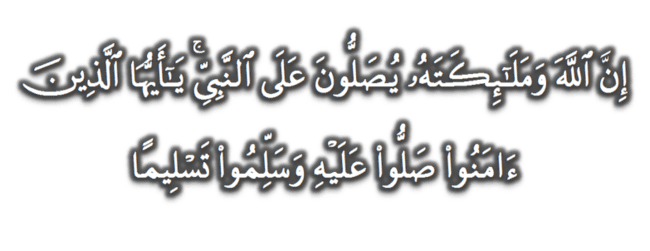 إِنَّ ٱللَّهَ وَمَلَـٰٓئِكَتَهُۥ يُصَلُّونَ عَلَى ٱلنَّبِىِّ ۚ يَـٰٓأَيُّهَا ٱلَّذِينَ
ءَامَنُوا۟ صَلُّوا۟ عَلَيْهِ وَسَلِّمُوا۟ تَسْلِيمًا